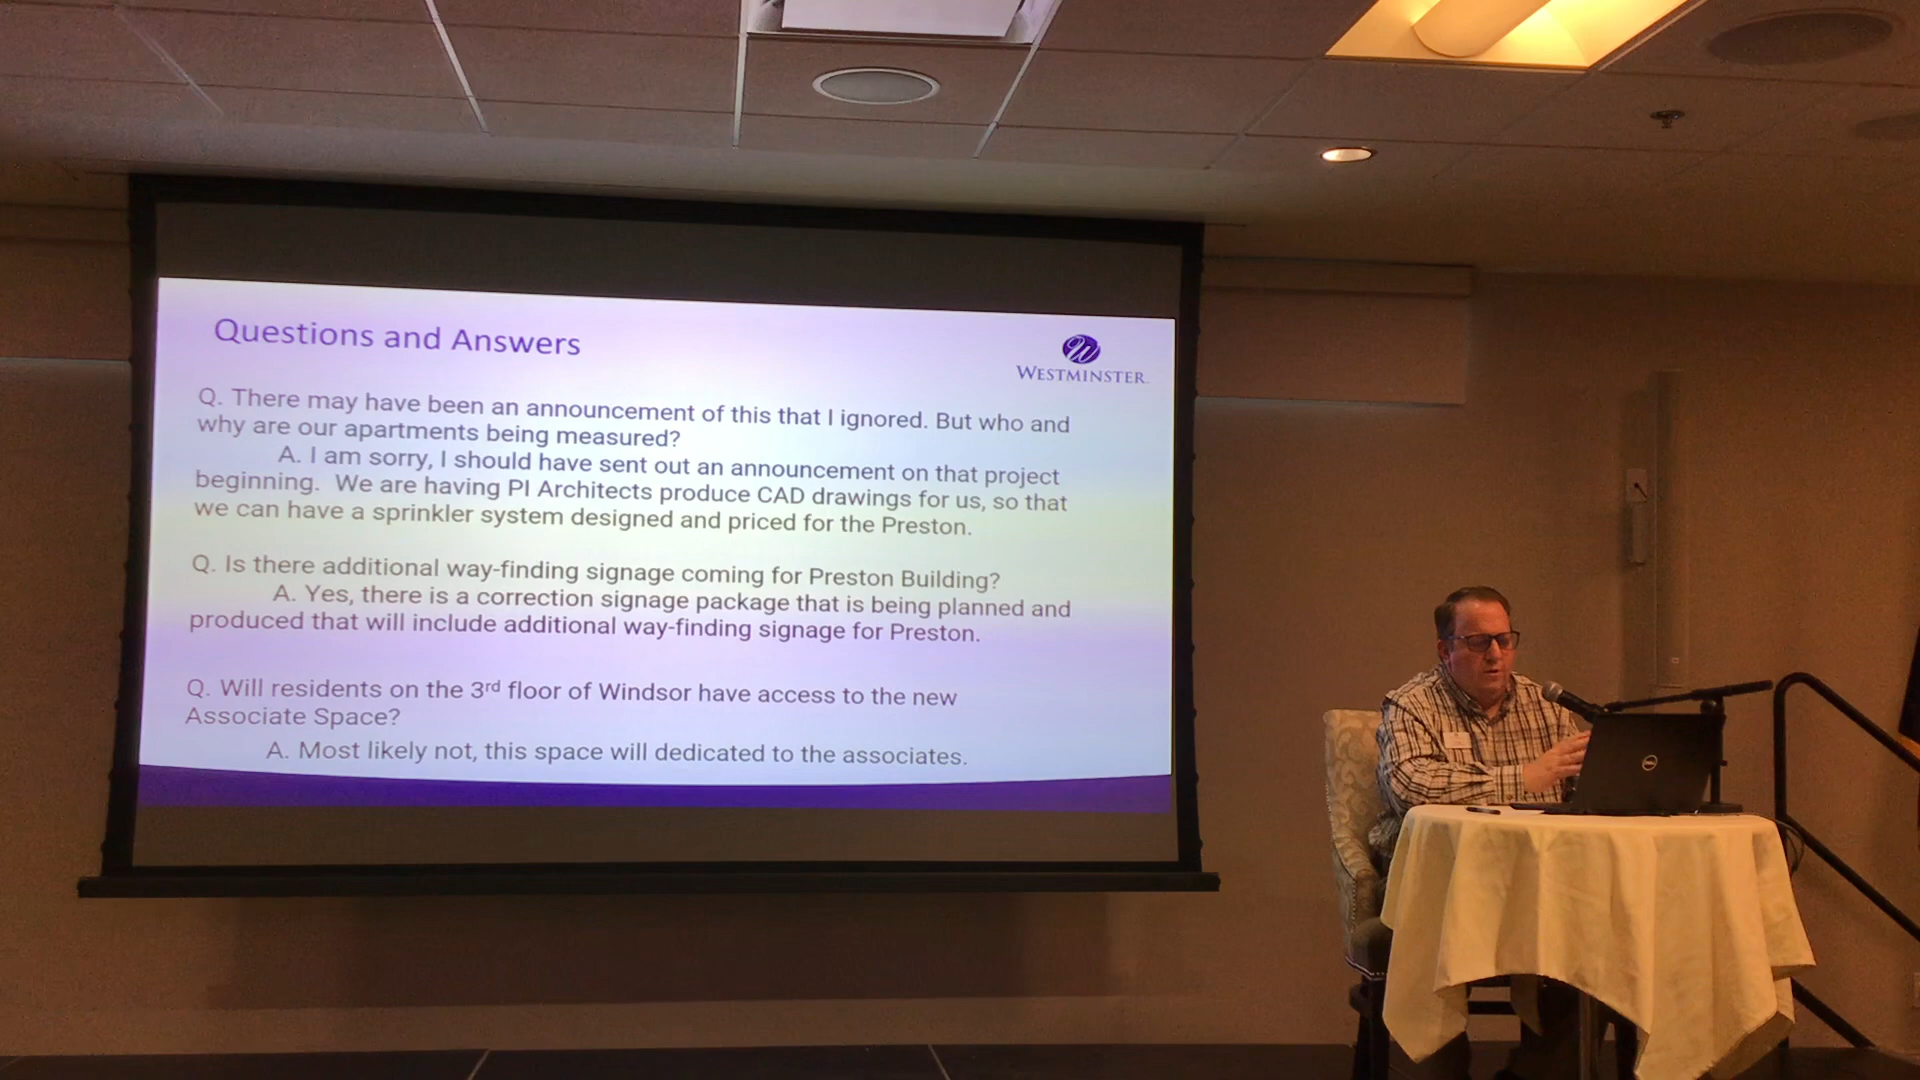 Questions and Answers
WESTMINSTER
Q. There may have been an announcement of this that I ignored. But who and
why are our apartments being measured?
A. I am sorry, I should have sent out an announcement on that project
beginning. We are having PI Architects produce CAD drawings for us, so that
we can have a sprinkler system designed and priced for the Preston.
Q. Is there additional way-finding signage coming for Preston Building?
A. Yes, there is a correction signage package that is being planned and
produced that will include additional way-finding signage for Preston.
Q. Will residents on the 3rd floor of Windsor have access to the new
Associate Space?
A. Most likely not, this space will dedicated to the associates.
DELL